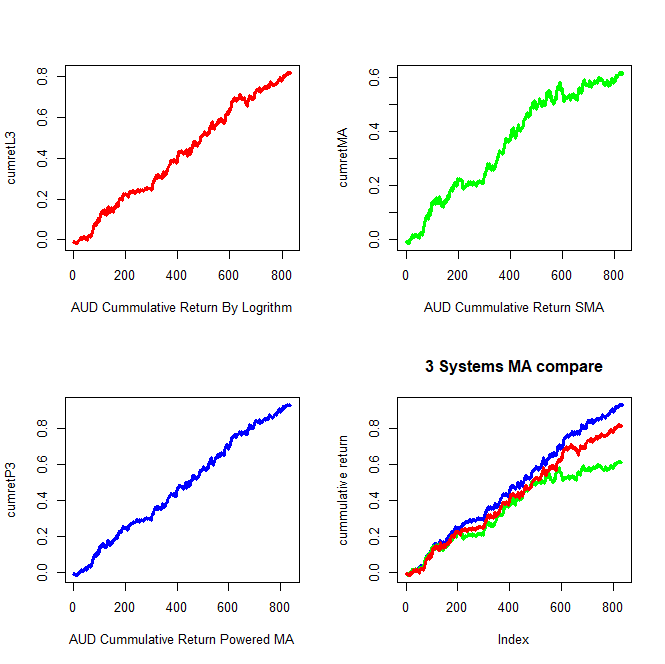 cumretL3
0.0 0.2 0.4 0.6 0.8
0 200 400 600 800
AUD Cummulative Return By Logrithm
cumretMA
0.0 0.2 0.4 0.6
0 200 400 600 800
AUD Cummulative Return SMA
cumretP3
0.0 0.2 0.4 0.6 0.8
0 200 400 600 800
AUD Cummulative Return Powered MA
3 Systems MA compare
cummulative return
0.0 0.2 0.4 0.6 0.8
0 200 400 600 800
Index